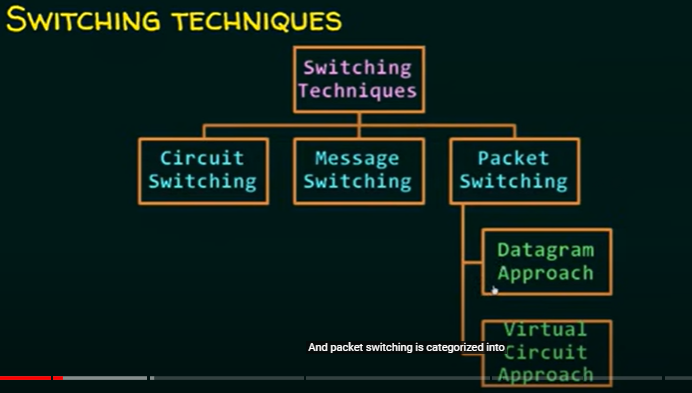 SWITCHING TECHNIQUES
Switching
Techniques
Circuit
Switching
Message
Switching
Packet
Switching
Datagram
Approach
Virtual
Circuit
Approach
And packet switching is categorized into